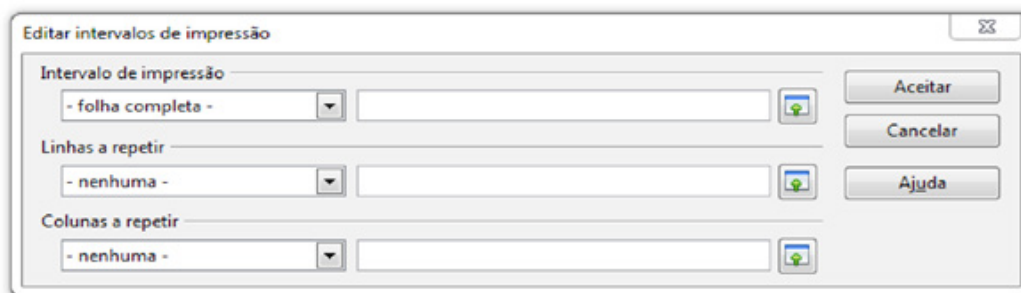 Editar intervalos de impressão
Intervalo de impressão
- folha completa -
Linhas a repetir
- nenhuma -
Colunas a repetir
- nenhuma -
Aceitar
Cancelar
Ajuda